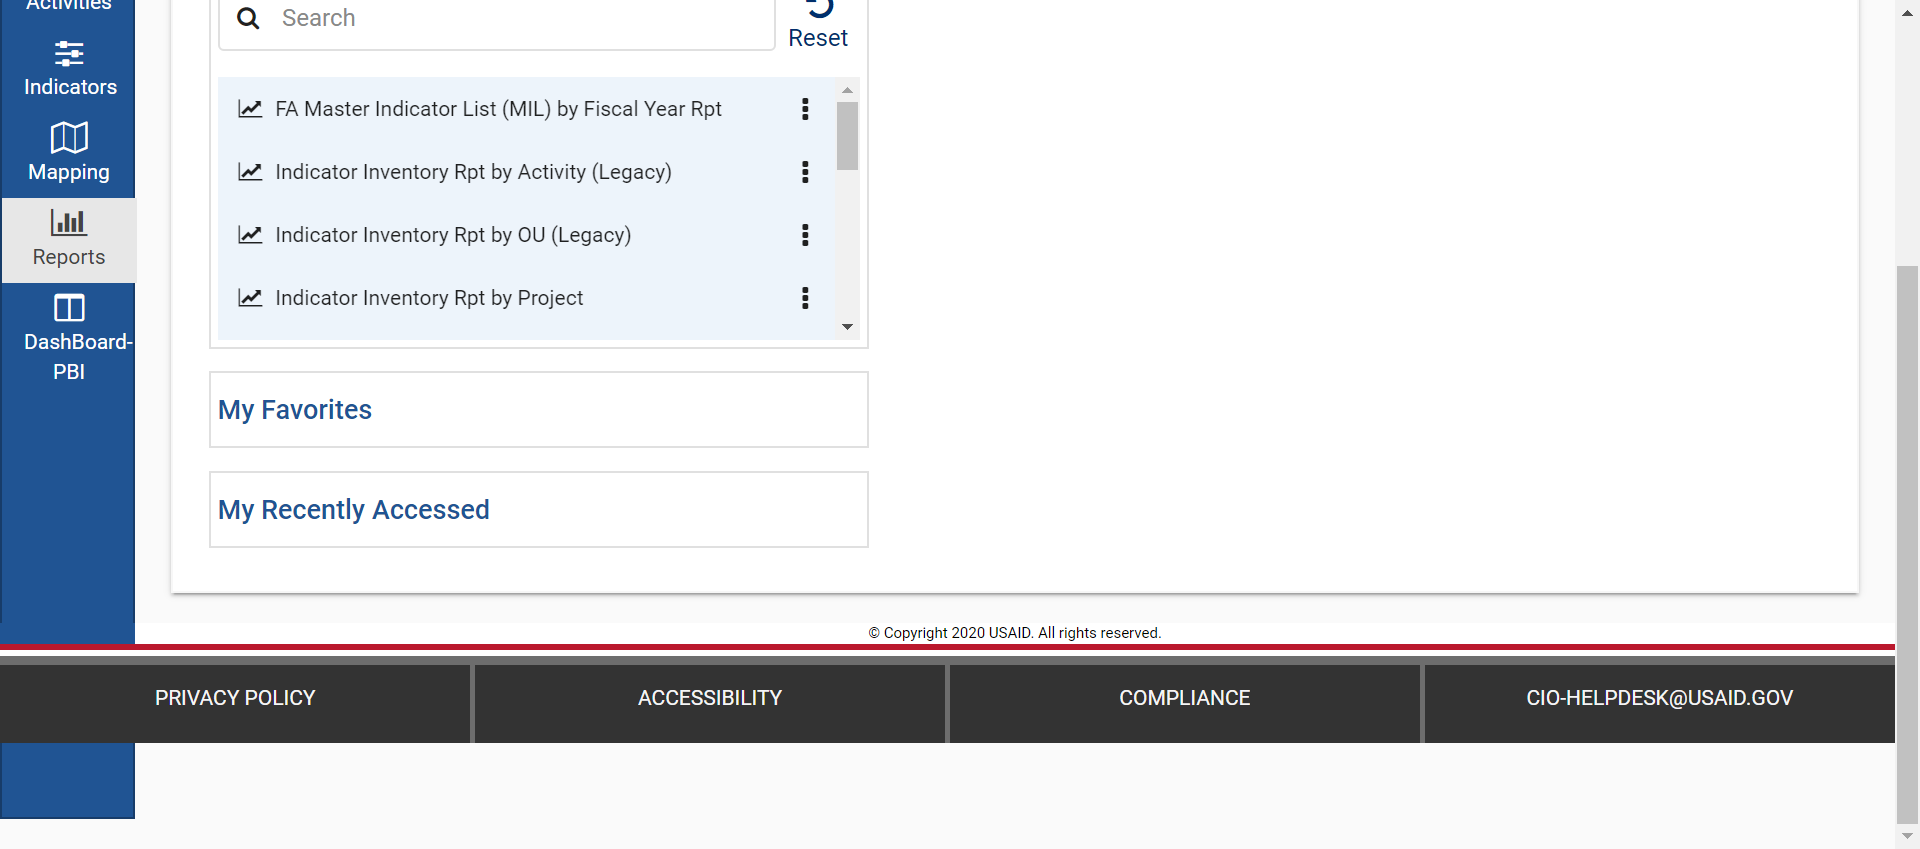 Activities
Indicators
Mapping
Reports
DashBoard-
PBI
Search
Reset
FA Master Indicator List (MIL) by Fiscal Year Rpt
Indicator Inventory Rpt by Activity (Legacy)
Indicator Inventory Rpt by OU (Legacy)
Indicator Inventory Rpt by Project
My Favorites
My Recently Accessed
© Copyright 2020 USAID. All rights reserved.
PRIVACY POLICY
ACCESSIBILITY
COMPLIANCE
CIO-HELPDESK@USAID.GOV